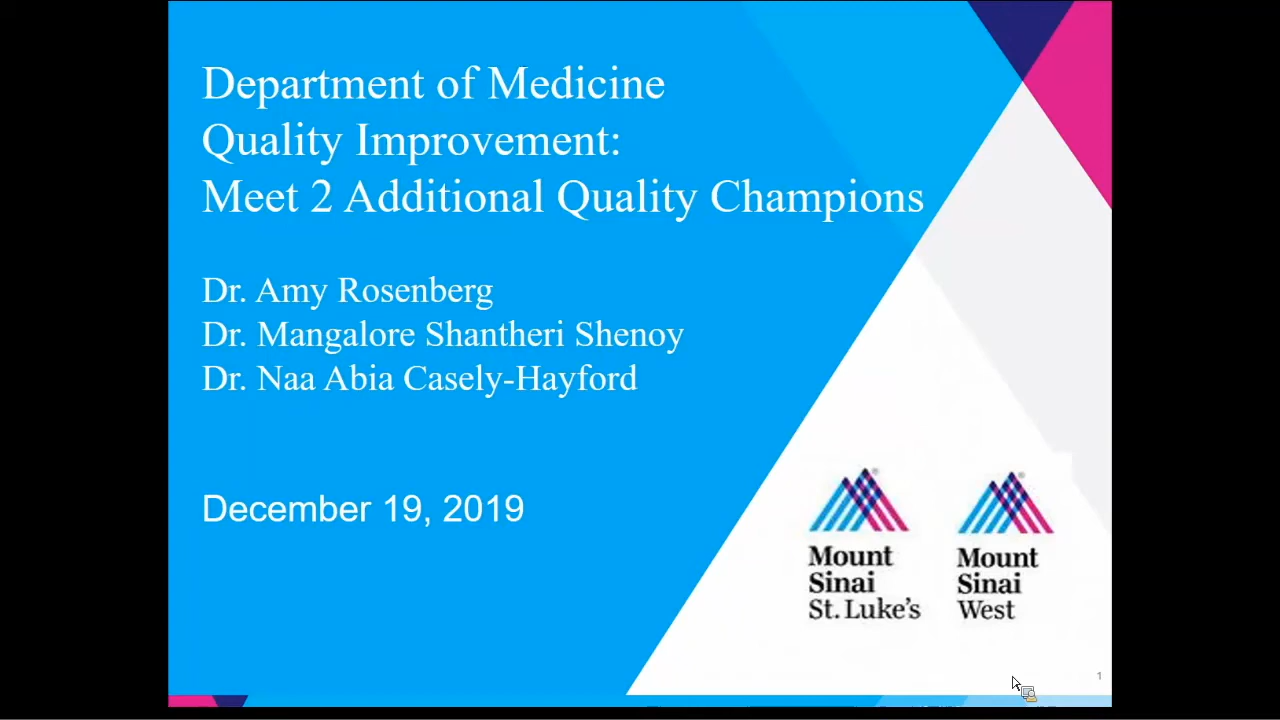 Department of Medicine
Quality Improvement:
Meet 2 Additional Quality Champions
Dr. Amy Rosenberg
Dr. Mangalore Shantheri Shenoy
Dr. Naa Abia Casely-Hayford
December 19, 2019
Mount
Sinai
St. Luke's
Mount
Sinai
West
1